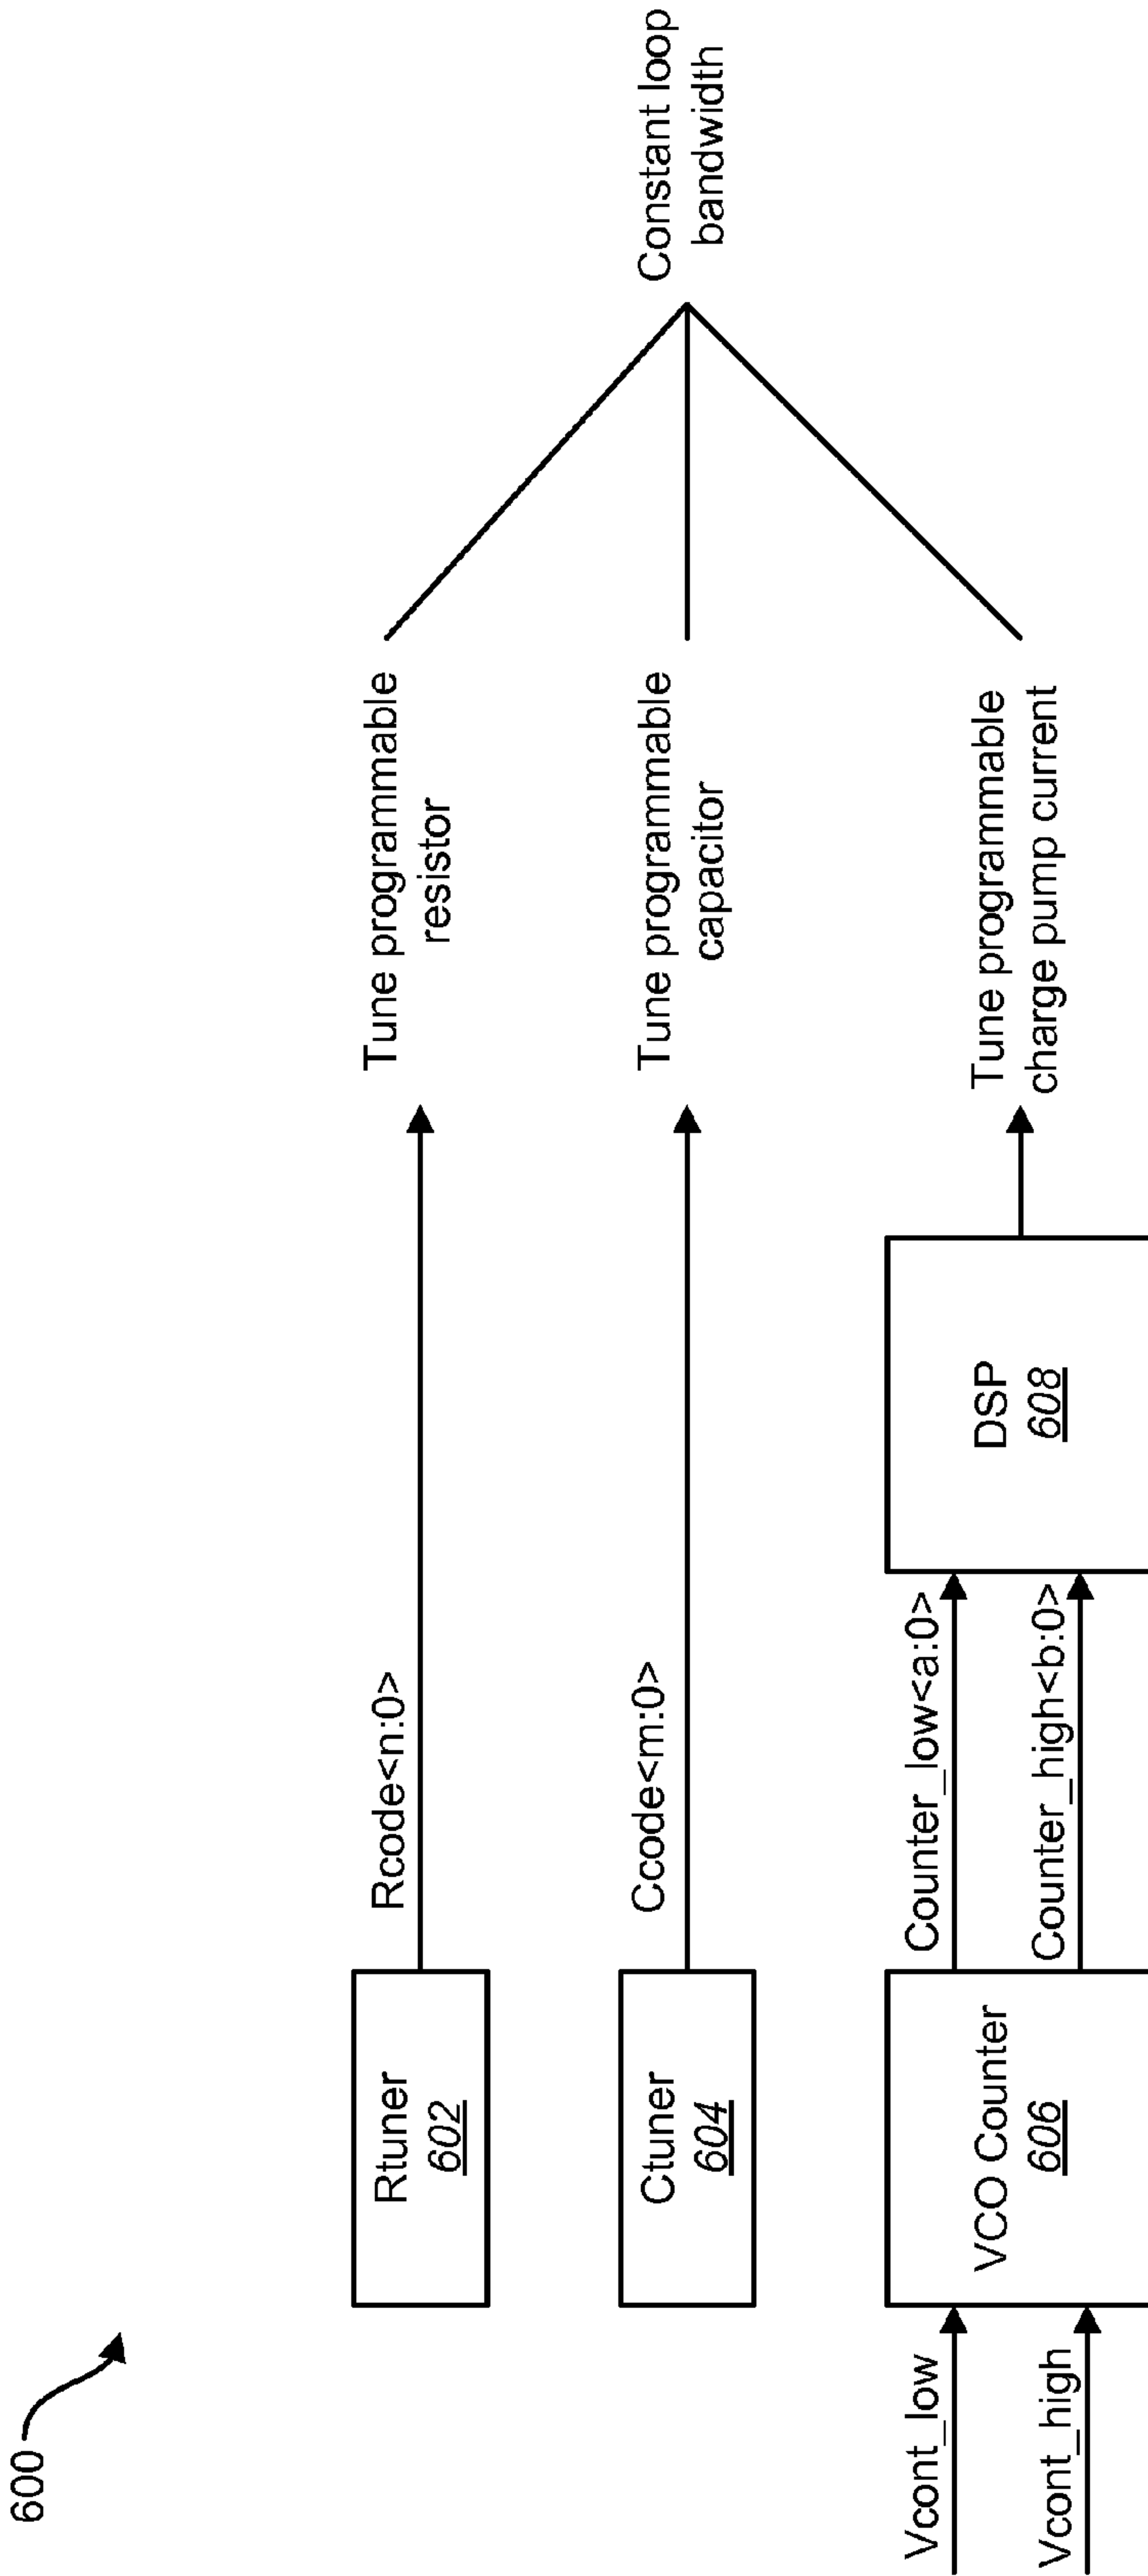 600
Rtuner
602
Rcode<n:0>
Tune programmable
resistor
Ctuner
604
Ccode<m:0>
Tune programmable
capacitor
Constant loop
bandwidth
Vcont_low
Vcont_high
VCO Counter
606
Counter_low<a:0>
Counter_high<b:0>
DSP
608
Tune programmable
charge pump current